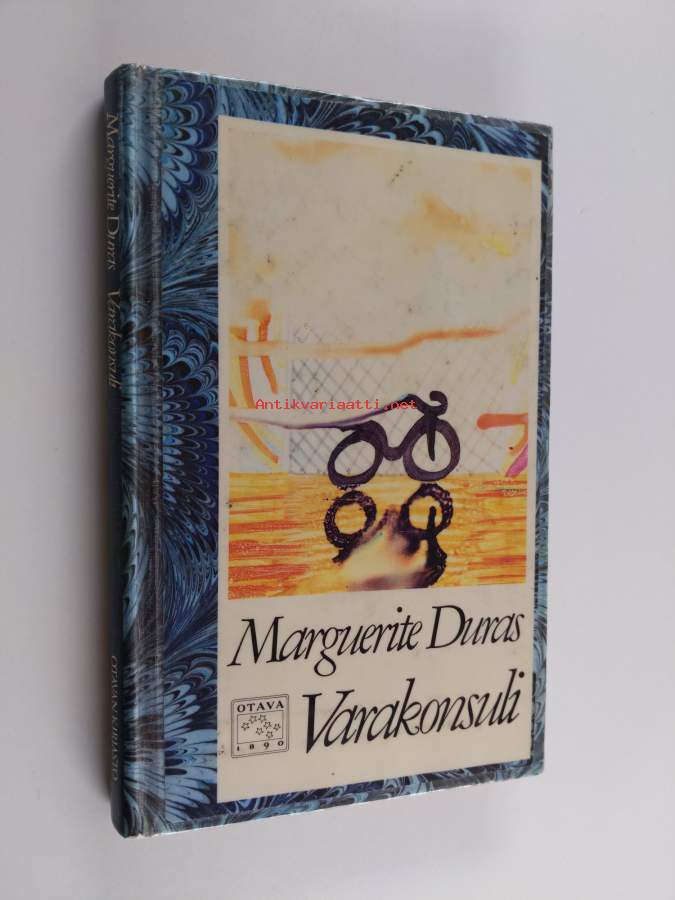 Marguerite Duras Varakonsuli OTAVAN KIRJASTO
Antikvariaatti.net
Marguerite Duras
OTAVA
1890
Varakonsuli